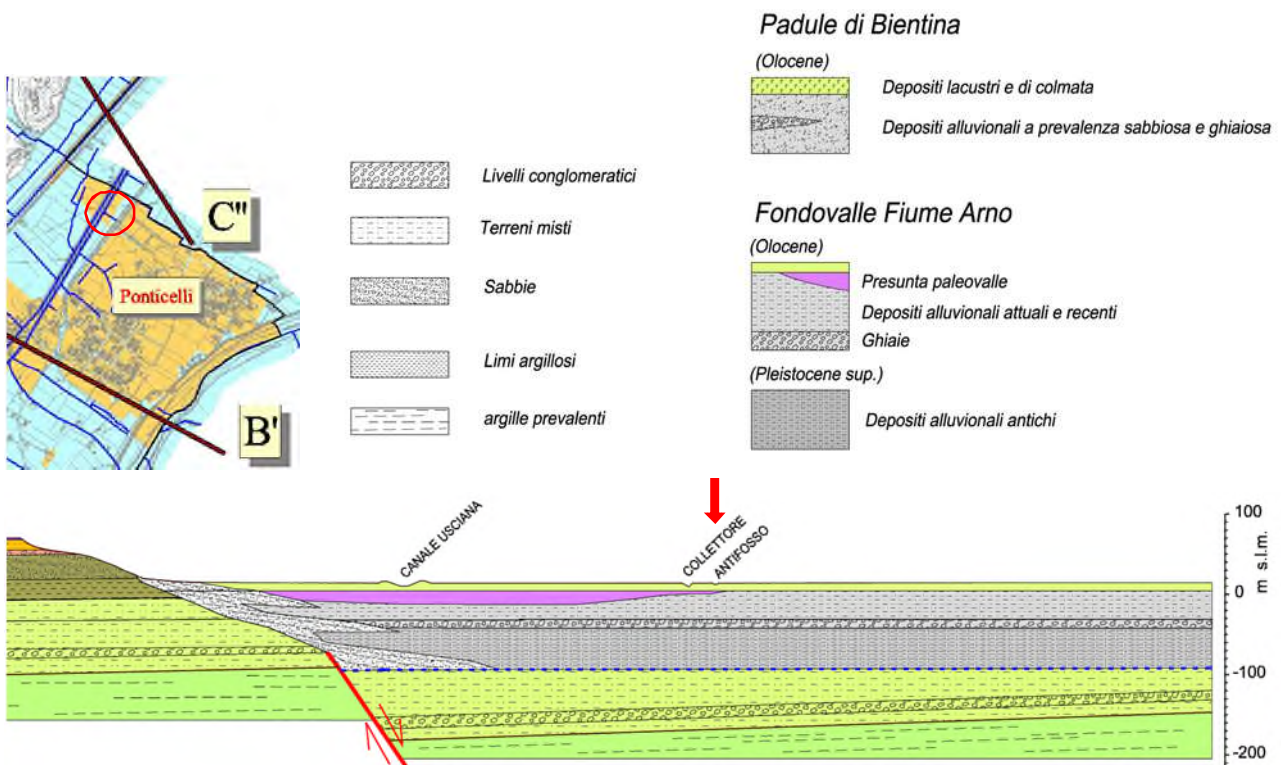 Padule di Bientina
(Olocene)
Depositi lacustri e di colmata
Depositi alluvionali a prevalenza sabbiosa e ghiaiosa
C"
Ponticelli
B'
Livelli conglomeratici
Terreni misti
Sabbie
Limi argillosi
argille prevalenti
Fondovalle Fiume Arno
(Olocene)
Presunta paleovalle
Depositi alluvionali attuali e recenti
Ghiaie
(Pleistocene sup.)
Depositi alluvionali antichi
CANALE USCIANA
COLLETTORE
ANTIFOSSO
100
0
-100
-200
m s.l.m.